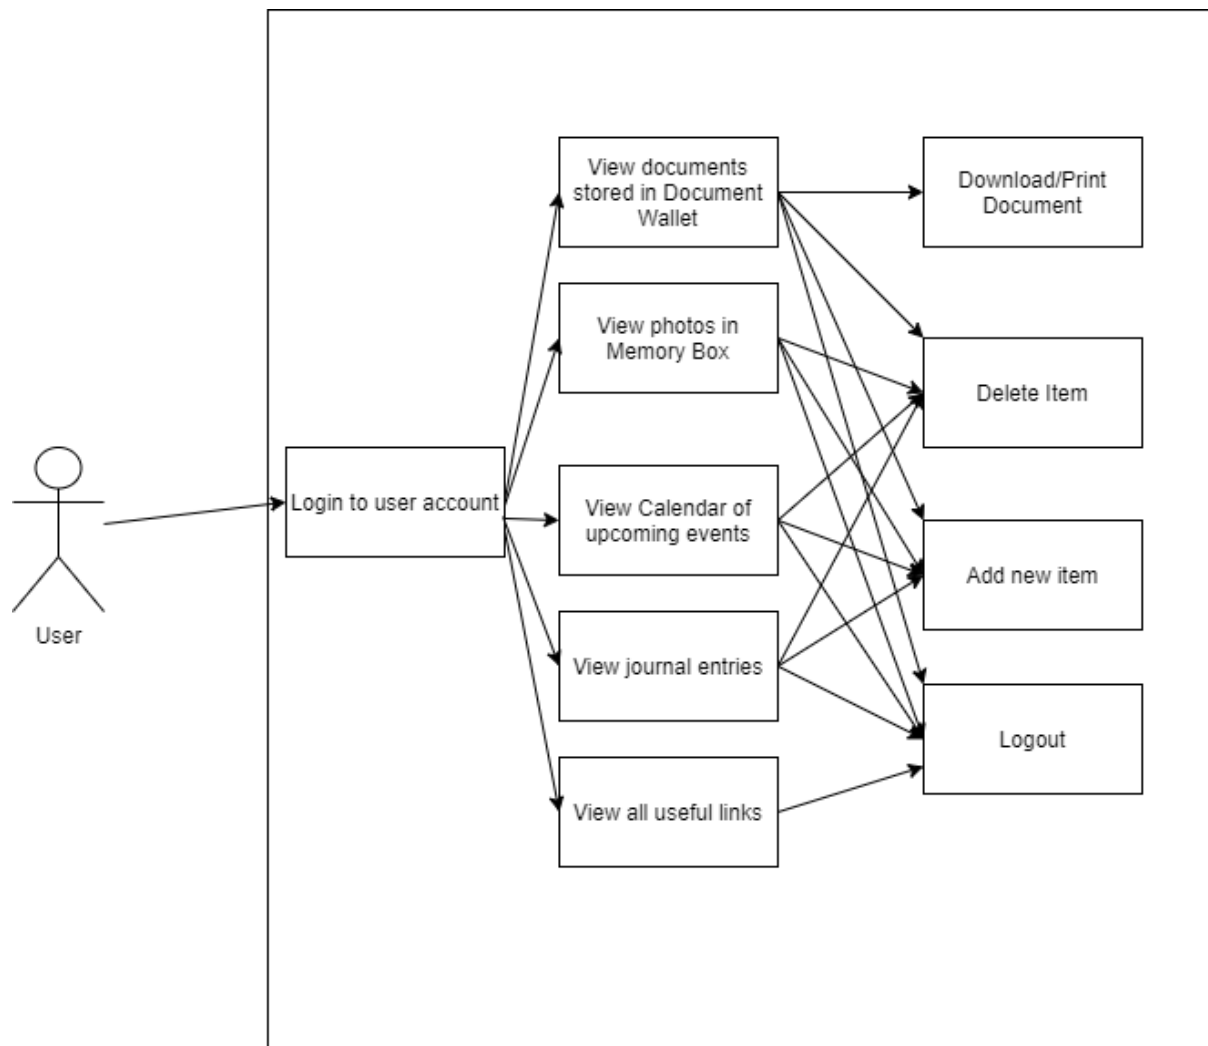 View documents
stored in Document
Wallet
Download/Print
Document
View photos in
Memory Box
Delete Item
Login to user account
View Calendar of
upcoming events
Add new item
User
View journal entries
Logout
View all useful links